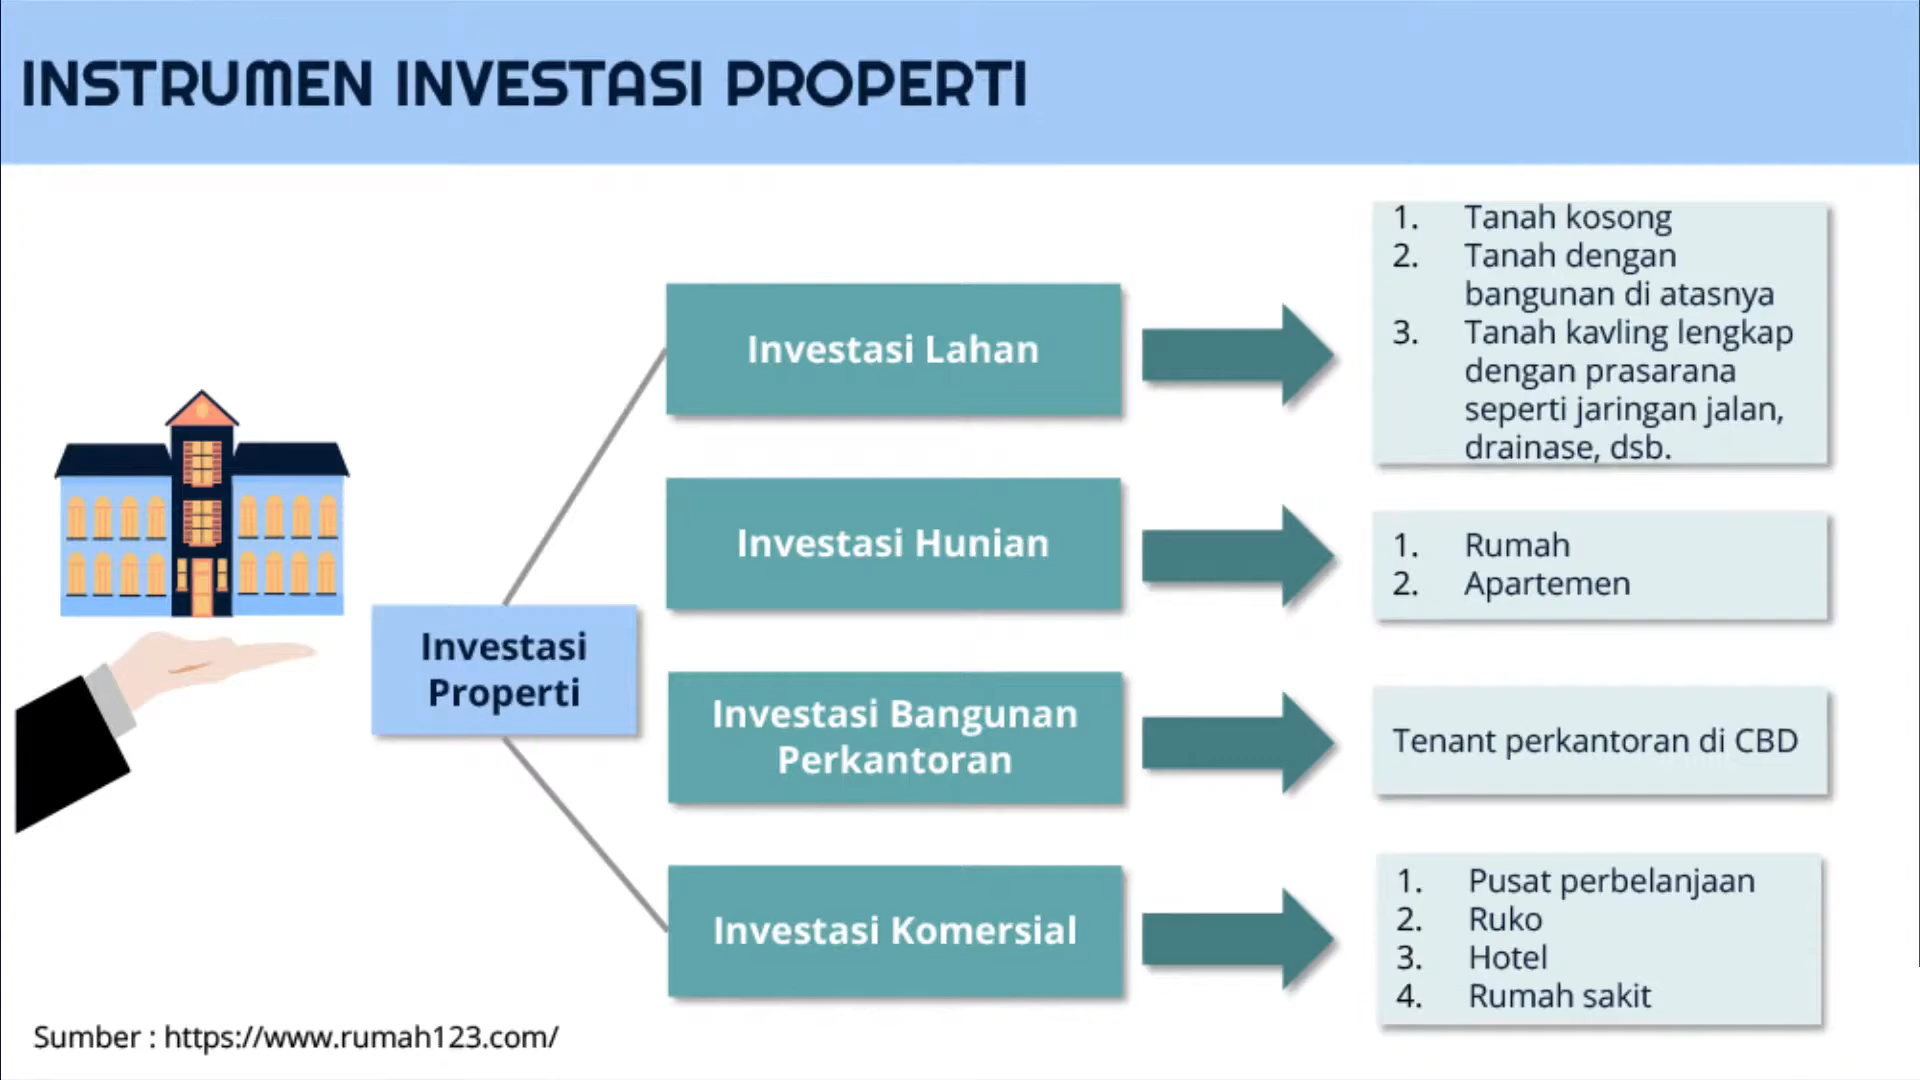 INSTRUMEN INVESTASI PROPERTI
Investasi
Properti
Investasi Lahan
1. Tanah kosong
2. Tanah dengan
bangunan di atasnya
3. Tanah kavling lengkap
dengan prasarana
seperti jaringan jalan,
drainase, dsb.
Investasi Hunian
1. Rumah
2. Apartemen
Investasi Bangunan
Perkantoran
Tenant perkantoran di CBD
Investasi Komersial
1. Pusat perbelanjaan
2. Ruko
3. Hotel
4. Rumah sakit
Sumber : https://www.rumah123.com/